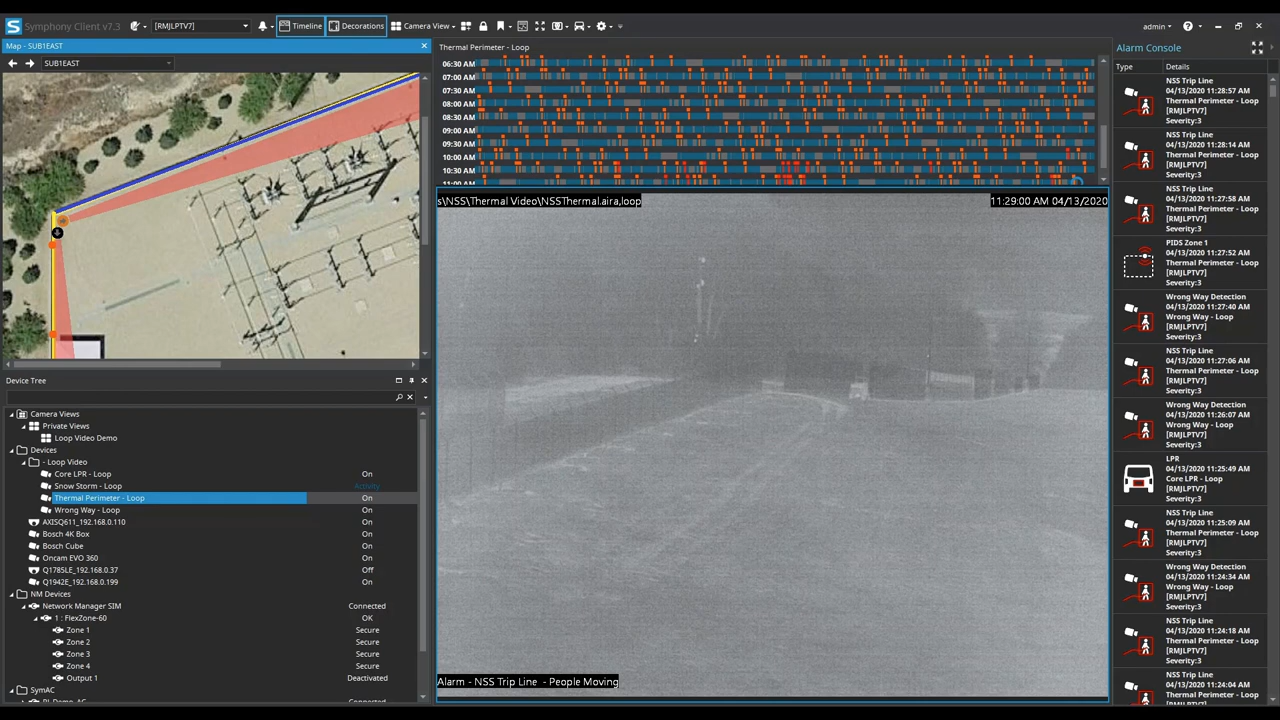 Symphony Client v7.3
[RMJLPTV7]
Timeline
Decorations
Camera View
admin
Map - SUB1EAST
SUB1EAST
Thermal Perimeter - Loop
06:30 AM
07:00 AM
07:30 AM
08:00 AM
08:30 AM
09:00 AM
09:30 AM
10:00 AM
10:30 AM
11:00 AM
s\NSS\Thermal Video\NSSThermal.aira,loop
11:29:00 AM 04/13/2020
Alarm - NSS Trip Line - People Moving
Device Tree
Camera Views
Private Views
Loop Video Demo
Devices
- Loop Video
Core LPR - Loop On
Snow Storm - Loop Activity
Thermal Perimeter - Loop On
Wrong Way - Loop On
AXISQ611_192.168.0.110 On
Bosch 4K Box On
Bosch Cube On
Oncam EVO 360 On
Q1785LE_192.168.0.37 Off
Q1942E_192.168.0.199 On
NM Devices
Network Manager SIM Connected
1 : FlexZone-60 OK
Zone 1 Secure
Zone 2 Secure
Zone 3 Secure
Zone 4 Secure
Output 1 Deactivated
SymAC
Alarm Console
Type Details
NSS Trip Line
04/13/2020 11:28:57 AM
Thermal Perimeter - Loop
[RMJLPTV7]
Severity:3
NSS Trip Line
04/13/2020 11:28:14 AM
Thermal Perimeter - Loop
[RMJLPTV7]
Severity:3
NSS Trip Line
04/13/2020 11:27:58 AM
Thermal Perimeter - Loop
[RMJLPTV7]
Severity:3
PIDS Zone 1
04/13/2020 11:27:52 AM
Thermal Perimeter - Loop
[RMJLPTV7]
Severity:3
Wrong Way Detection
04/13/2020 11:27:40 AM
Wrong Way - Loop
[RMJLPTV7]
Severity:3
NSS Trip Line
04/13/2020 11:27:06 AM
Thermal Perimeter - Loop
[RMJLPTV7]
Severity:3
Wrong Way Detection
04/13/2020 11:26:07 AM
Wrong Way - Loop
[RMJLPTV7]
Severity:3
LPR
04/13/2020 11:25:49 AM
Core LPR - Loop
[RMJLPTV7]
Severity:3
NSS Trip Line
04/13/2020 11:25:09 AM
Thermal Perimeter - Loop
[RMJLPTV7]
Severity:3
Wrong Way Detection
04/13/2020 11:24:34 AM
Wrong Way - Loop
[RMJLPTV7]
Severity:3
NSS Trip Line
04/13/2020 11:24:18 AM
Thermal Perimeter - Loop
[RMJLPTV7]
Severity:3
NSS Trip Line
04/13/2020 11:24:04 AM
Thermal Perimeter - Loop
[RMJLPTV7]